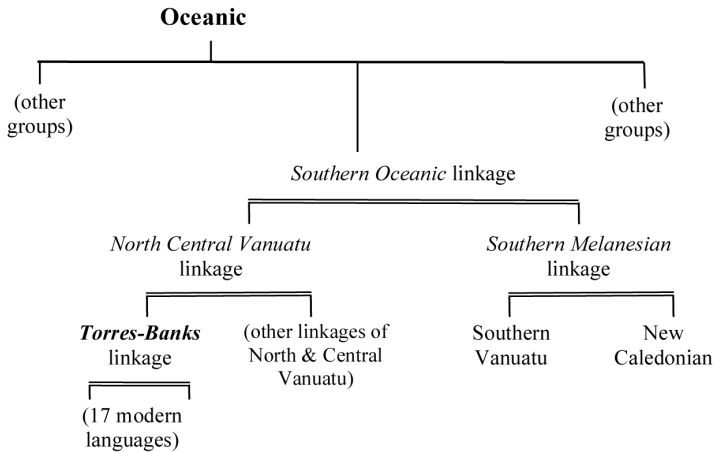 Oceanic
(other
groups)
(other
groups)
Southern Oceanic linkage
North Central Vanuatu
linkage
Southern Melanesian
linkage
Torres-Banks
linkage
(other linkages of
North & Central
Vanuatu)
Southern
Vanuatu
New
Caledonian
(17 modern
languages)